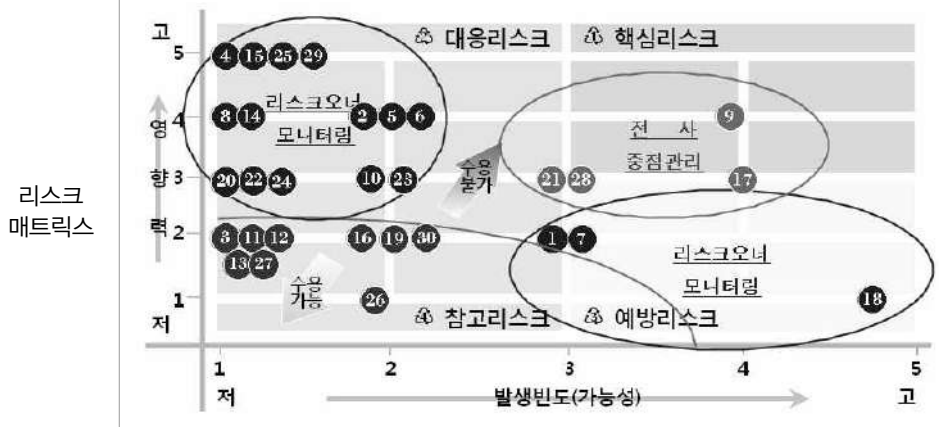 리스크
매트릭스
고
대응리스크
핵심리스크
5
4 15 25 29
리스크오너
모니터링
8 14 2 5 6
4
영
전 사
중점관리
9
수용
불가
향 3
20 22 24 10 23
21 28
17
력 2
3 11 12 16 19 30
1 7
리스크오너
모니터링
13 27
수용
가능
26
18
1
저
참고리스크
예방리스크
1 2 3 4 5
저 발생빈도(가능성) 고